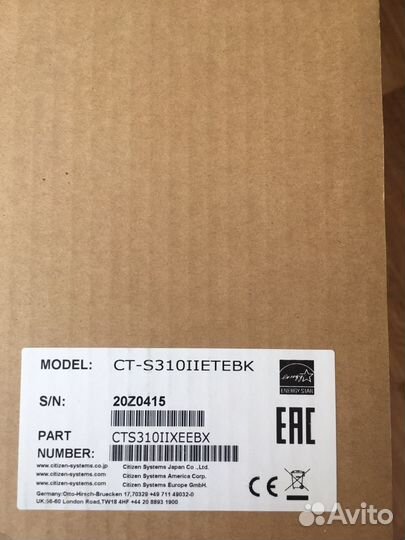 MODEL: CT-S310IIETEBK
ENERGY STAR
S/N: 20Z0415
PART NUMBER: CTS310IIXEEBX
EAC
www.citizen-systems.co.jp Citizen Systems Japan Co.,Ltd.
www.citizen-systems.com Citizen Systems America Corp.
www.citizen-systems.com Citizen Systems Europe GmbH.
Germany:Otto-Hirsch-Bruecken 17,70329 +49 711 49032-0
UK:56-60 London Road,TW18 4HF +44 20 8893 1900
CE
Avito